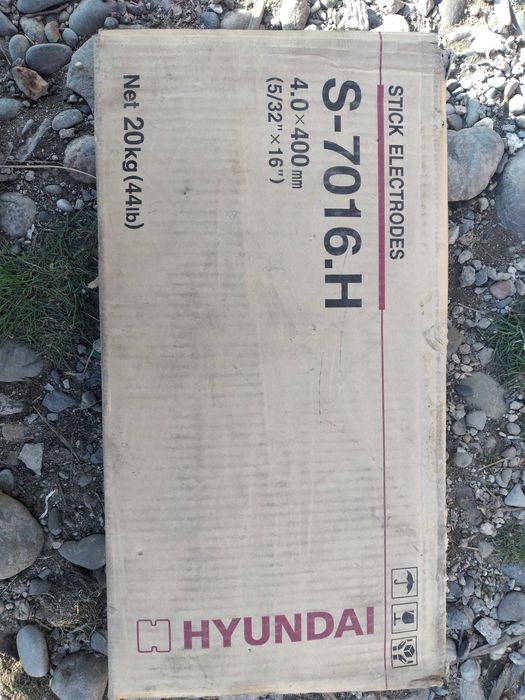 STICK ELECTRODES
S-7016.H
4.0×400mm
(5/32"×16")
Net 20kg(44lb)
HYUNDAI